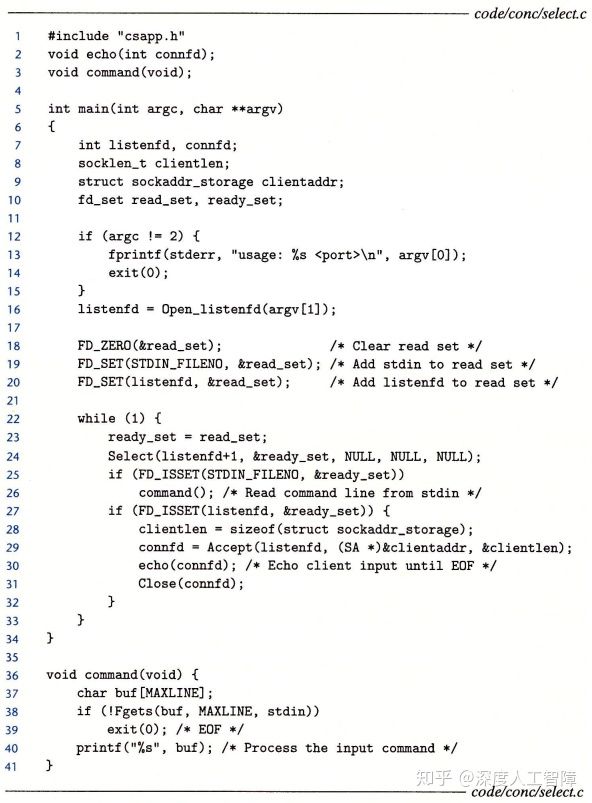 code/conc/select.c
1 #include "csapp.h"
2 void echo(int connfd);
3 void command(void);
4
5 int main(int argc, char **argv)
6 {
7     int listenfd, connfd;
8     socklen_t clientlen;
9     struct sockaddr_storage clientaddr;
10     fd_set read_set, ready_set;
11
12     if (argc != 2) {
13         fprintf(stderr, "usage: %s <port>\n", argv[0]);
14         exit(0);
15     }
16     listenfd = Open_listenfd(argv[1]);
17
18     FD_ZERO(&read_set);              /* Clear read set */
19     FD_SET(STDIN_FILENO, &read_set); /* Add stdin to read set */
20     FD_SET(listenfd, &read_set);     /* Add listenfd to read set */
21
22     while (1) {
23         ready_set = read_set;
24         Select(listenfd+1, &ready_set, NULL, NULL, NULL);
25         if (FD_ISSET(STDIN_FILENO, &ready_set))
26             command(); /* Read command line from stdin */
27         if (FD_ISSET(listenfd, &ready_set)) {
28             clientlen = sizeof(struct sockaddr_storage);
29             connfd = Accept(listenfd, (SA *)&clientaddr, &clientlen);
30             echo(connfd); /* Echo client input until EOF */
31             Close(connfd);
32         }
33     }
34 }
35
36 void command(void) {
37     char buf[MAXLINE];
38     if (!Fgets(buf, MAXLINE, stdin))
39         exit(0); /* EOF */
40     printf("%s", buf); /* Process the input command */
41 }
知乎 @深度人工智障
code/conc/select.c